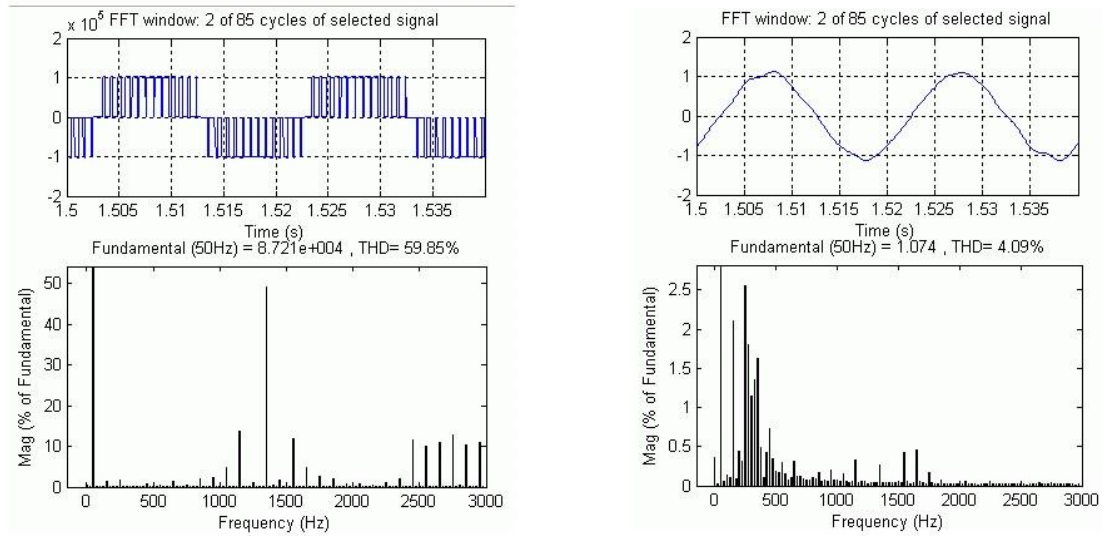 FFT window: 2 of 85 cycles of selected signal
x 10^5
2
1
0
-1
-2
1.5 1.505 1.51 1.515 1.52 1.525 1.53 1.535
Time (s)
Fundamental (50Hz) = 8.721e+004 , THD= 59.85%
Mag (% of Fundamental)
50
40
30
20
10
0
0 500 1000 1500 2000 2500 3000
Frequency (Hz)
FFT window: 2 of 85 cycles of selected signal
2
1
0
-1
-2
1.5 1.505 1.51 1.515 1.52 1.525 1.53 1.535
Time (s)
Fundamental (50Hz) = 1.074 , THD= 4.09%
Mag (% of Fundamental)
2.5
2
1.5
1
0.5
0
0 500 1000 1500 2000 2500 3000
Frequency (Hz)